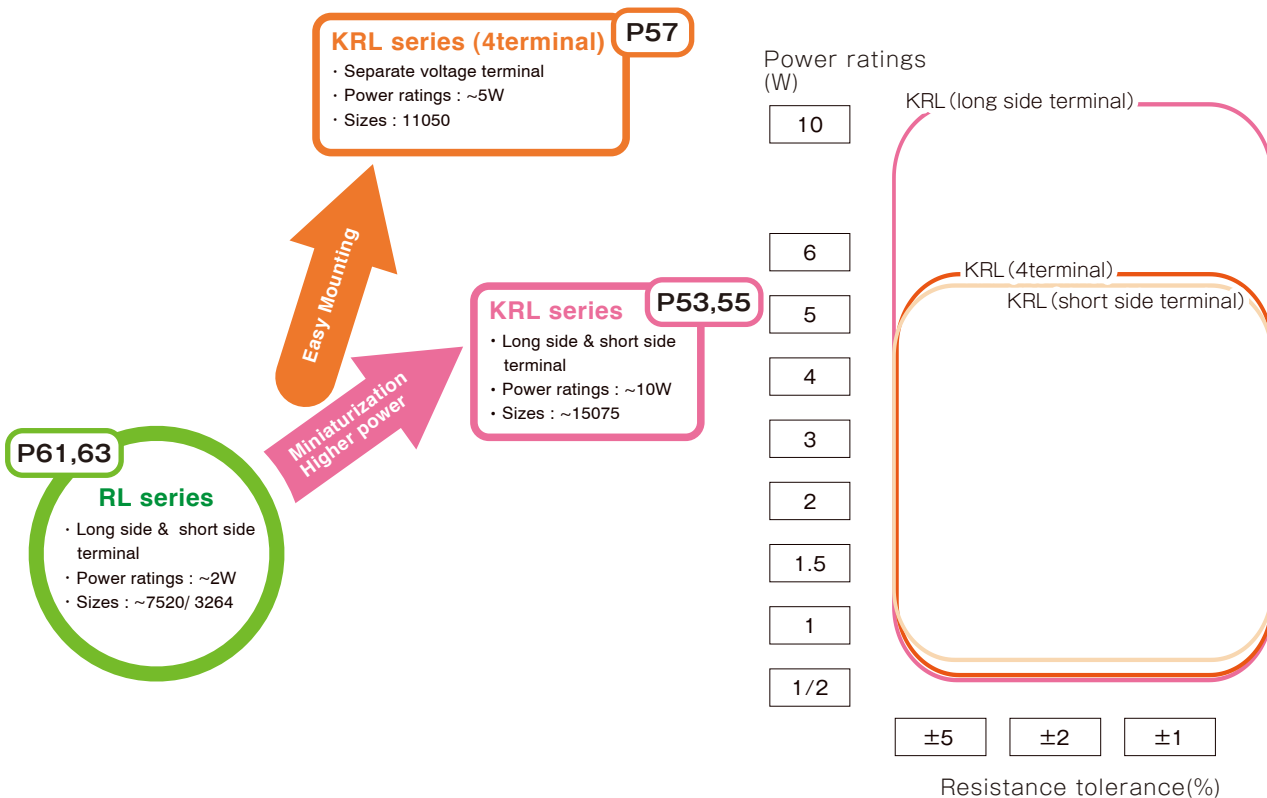 P57
KRL series (4terminal)
· Separate voltage terminal
· Power ratings : ~5W
· Sizes : 11050
Easy Mounting
P53,55
KRL series
· Long side & short side
terminal
· Power ratings : ~10W
· Sizes : ~15075
Miniaturization
Higher power
P61,63
RL series
· Long side & short side
terminal
· Power ratings : ~2W
· Sizes : ~7520/ 3264
Power ratings
(W)
10
6
5
4
3
2
1.5
1
1/2
KRL (long side terminal)
KRL (4terminal)
KRL (short side terminal)
±5 ±2 ±1
Resistance tolerance(%)